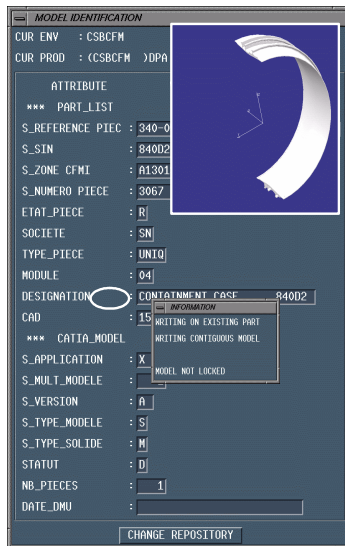 MODEL IDENTIFICATION
CUR ENV : CSBCFM
CUR PROD : (CSBCFM )DPA
ATTRIBUTE
*** PART_LIST
S_REFERENCE PIEC : 340-0
S_SIN : 840D2
S_ZONE CFMI : A1301
S_NUMERO PIECE : 3067
ETAT_PIECE : R
SOCIETE : SN
TYPE_PIECE : UNIQ
MODULE : 04
DESIGNATION : CONTAINMENT CASE 840D2
CAD : 15
INFORMATION
WRITING ON EXISTING PART
WRITING CONTIGUOUS MODEL
MODEL NOT LOCKED
*** CATIA_MODEL
S_APPLICATION : X
S_MULT_MODELE :
S_VERSION : A
S_TYPE_MODELE : S
S_TYPE_SOLIDE : M
STATUT : D
NB_PIECES : 1
DATE_DMU :
CHANGE REPOSITORY